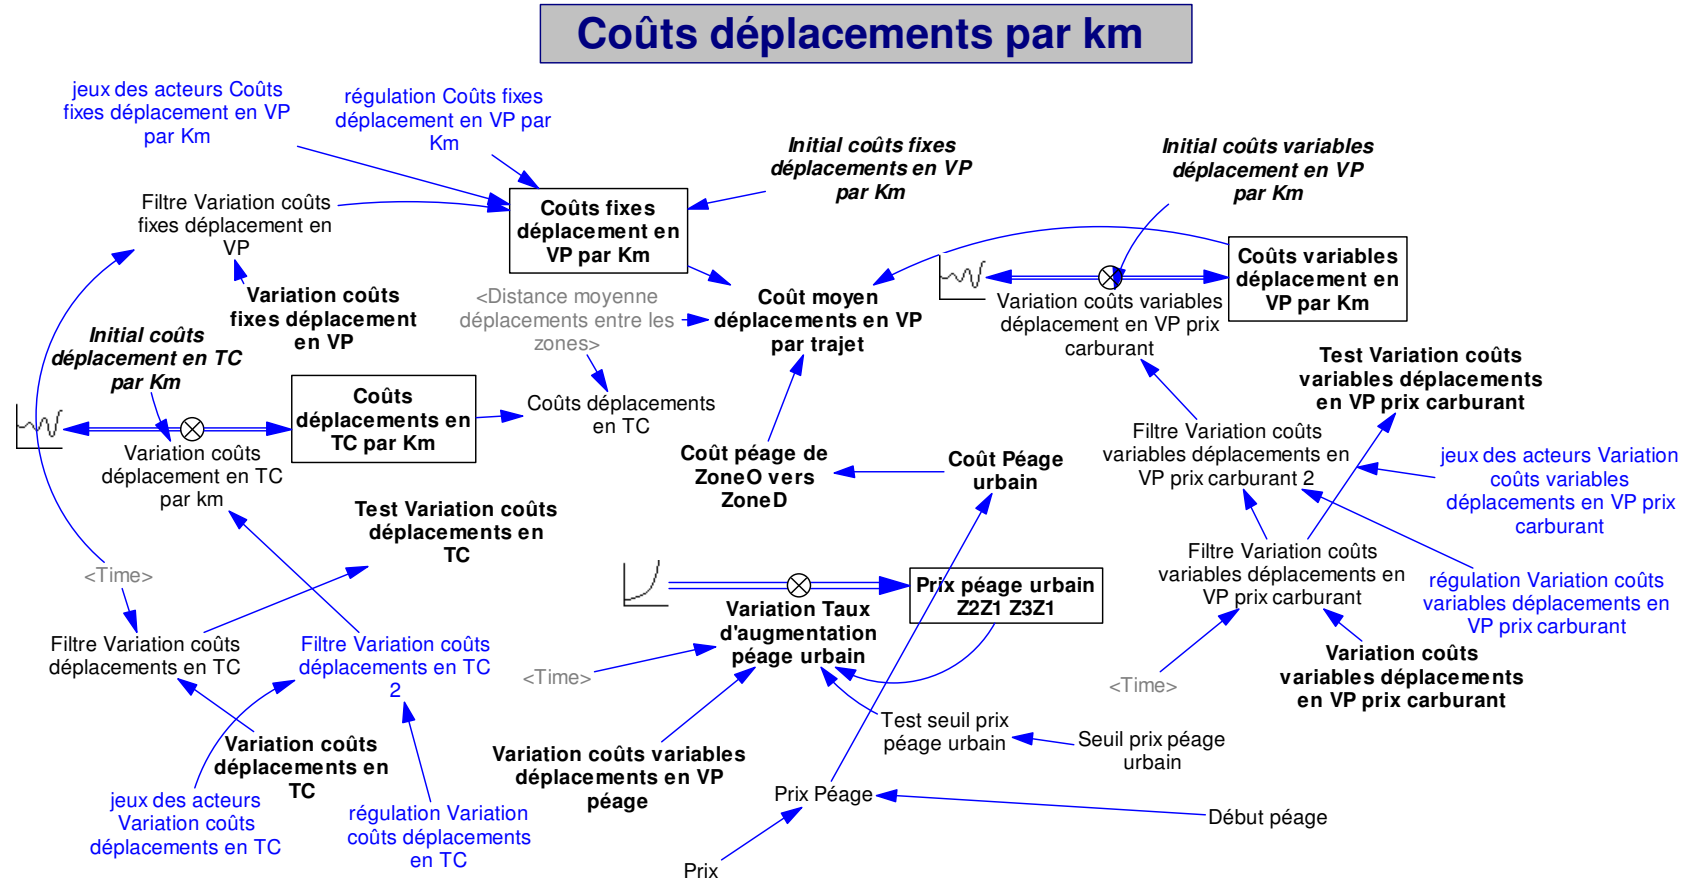 Coûts déplacements par km
jeux des acteurs Coûts
fixes déplacement en VP
par Km
régulation Coûts fixes
déplacement en VP par
Km
Initial coûts fixes
déplacements en VP
par Km
Initial coûts variables
déplacement en VP
par Km
Filtre Variation coûts
fixes déplacement en
VP
Coûts fixes
déplacement en
VP par Km
Coûts variables
déplacement en
VP par Km
Variation coûts
fixes déplacement
en VP
<Distance moyenne
déplacements entre les
zones>
Coût moyen
déplacements en VP
par trajet
Variation coûts variables
déplacement en VP prix
carburant
Initial coûts
déplacement en TC
par Km
Test Variation coûts
variables déplacements
en VP prix carburant
Coûts
déplacements en
TC par Km
Coûts déplacements
en TC
Variation coûts
déplacement en TC
par km
Filtre Variation coûts
variables déplacements en
VP prix carburant 2
Coût péage de
ZoneO vers
ZoneD
Coût Péage
urbain
jeux des acteurs Variation
coûts variables
déplacements en VP prix
carburant
Test Variation coûts
déplacements en
TC
<Time>
Filtre Variation coûts
variables déplacements en
VP prix carburant
Prix péage urbain
Z2Z1 Z3Z1
régulation Variation coûts
variables déplacements en
VP prix carburant
Variation Taux
d'augmentation
péage urbain
Filtre Variation coûts
déplacements en TC
Filtre Variation coûts
déplacements en TC
2
<Time>
<Time>
Variation coûts
variables déplacements
en VP prix carburant
Test seuil prix
péage urbain
Seuil prix péage
urbain
Variation coûts
déplacements en
TC
Variation coûts variables
déplacements en VP
péage
jeux des acteurs
Variation coûts
déplacements en TC
régulation Variation
coûts déplacements
en TC
Prix Péage
Début péage
Prix